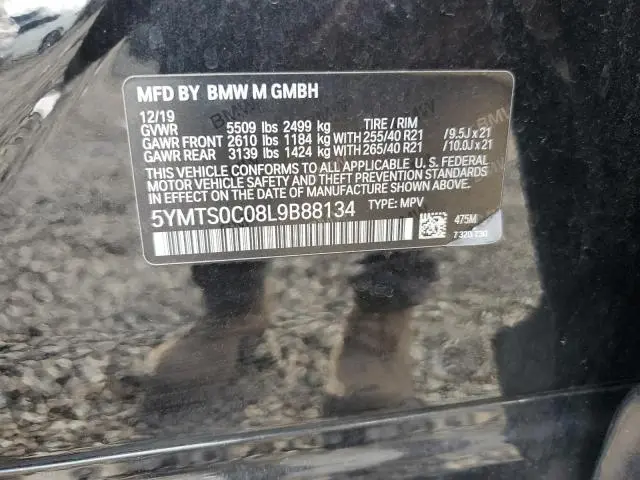 MFD BY BMW M GMBH
12/19
GVWR 5509 lbs 2499 kg TIRE / RIM
GAWR FRONT 2610 lbs 1184 kg WITH 255/40 R21 / 9.5J x 21
GAWR REAR 3139 lbs 1424 kg WITH 265/40 R21 / 10.0J x 21
THIS VEHICLE CONFORMS TO ALL APPLICABLE U. S. FEDERAL
MOTOR VEHICLE SAFETY AND THEFT PREVENTION STANDARDS
IN EFFECT ON THE DATE OF MANUFACTURE SHOWN ABOVE.
5YMTS0C08L9B88134 TYPE: MPV
475M
7 320 730